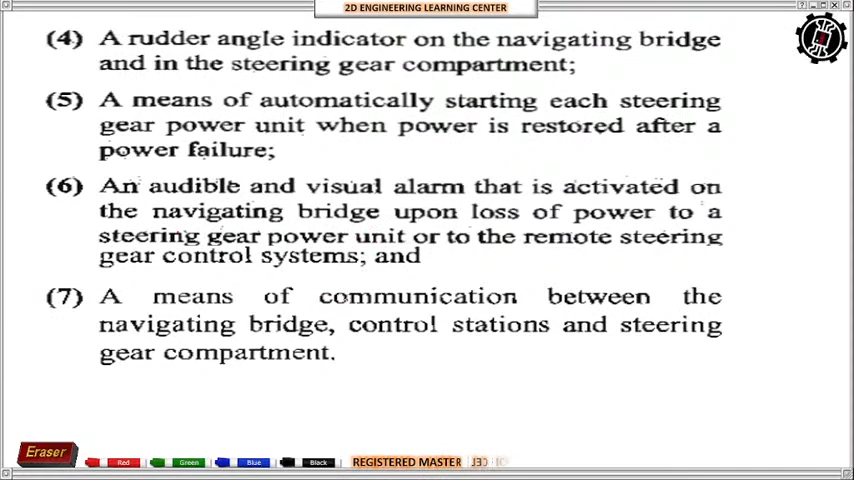 2D ENGINEERING LEARNING CENTER
(4) A rudder angle indicator on the navigating bridge
and in the steering gear compartment;
(5) A means of automatically starting each steering
gear power unit when power is restored after a
power failure;
(6) An audible and visual alarm that is activated on
the navigating bridge upon loss of power to a
steering gear power unit or to the remote steering
gear control systems; and
(7) A means of communication between the
navigating bridge, control stations and steering
gear compartment.
Eraser
Red Green Blue Black
REGISTERED MASTER